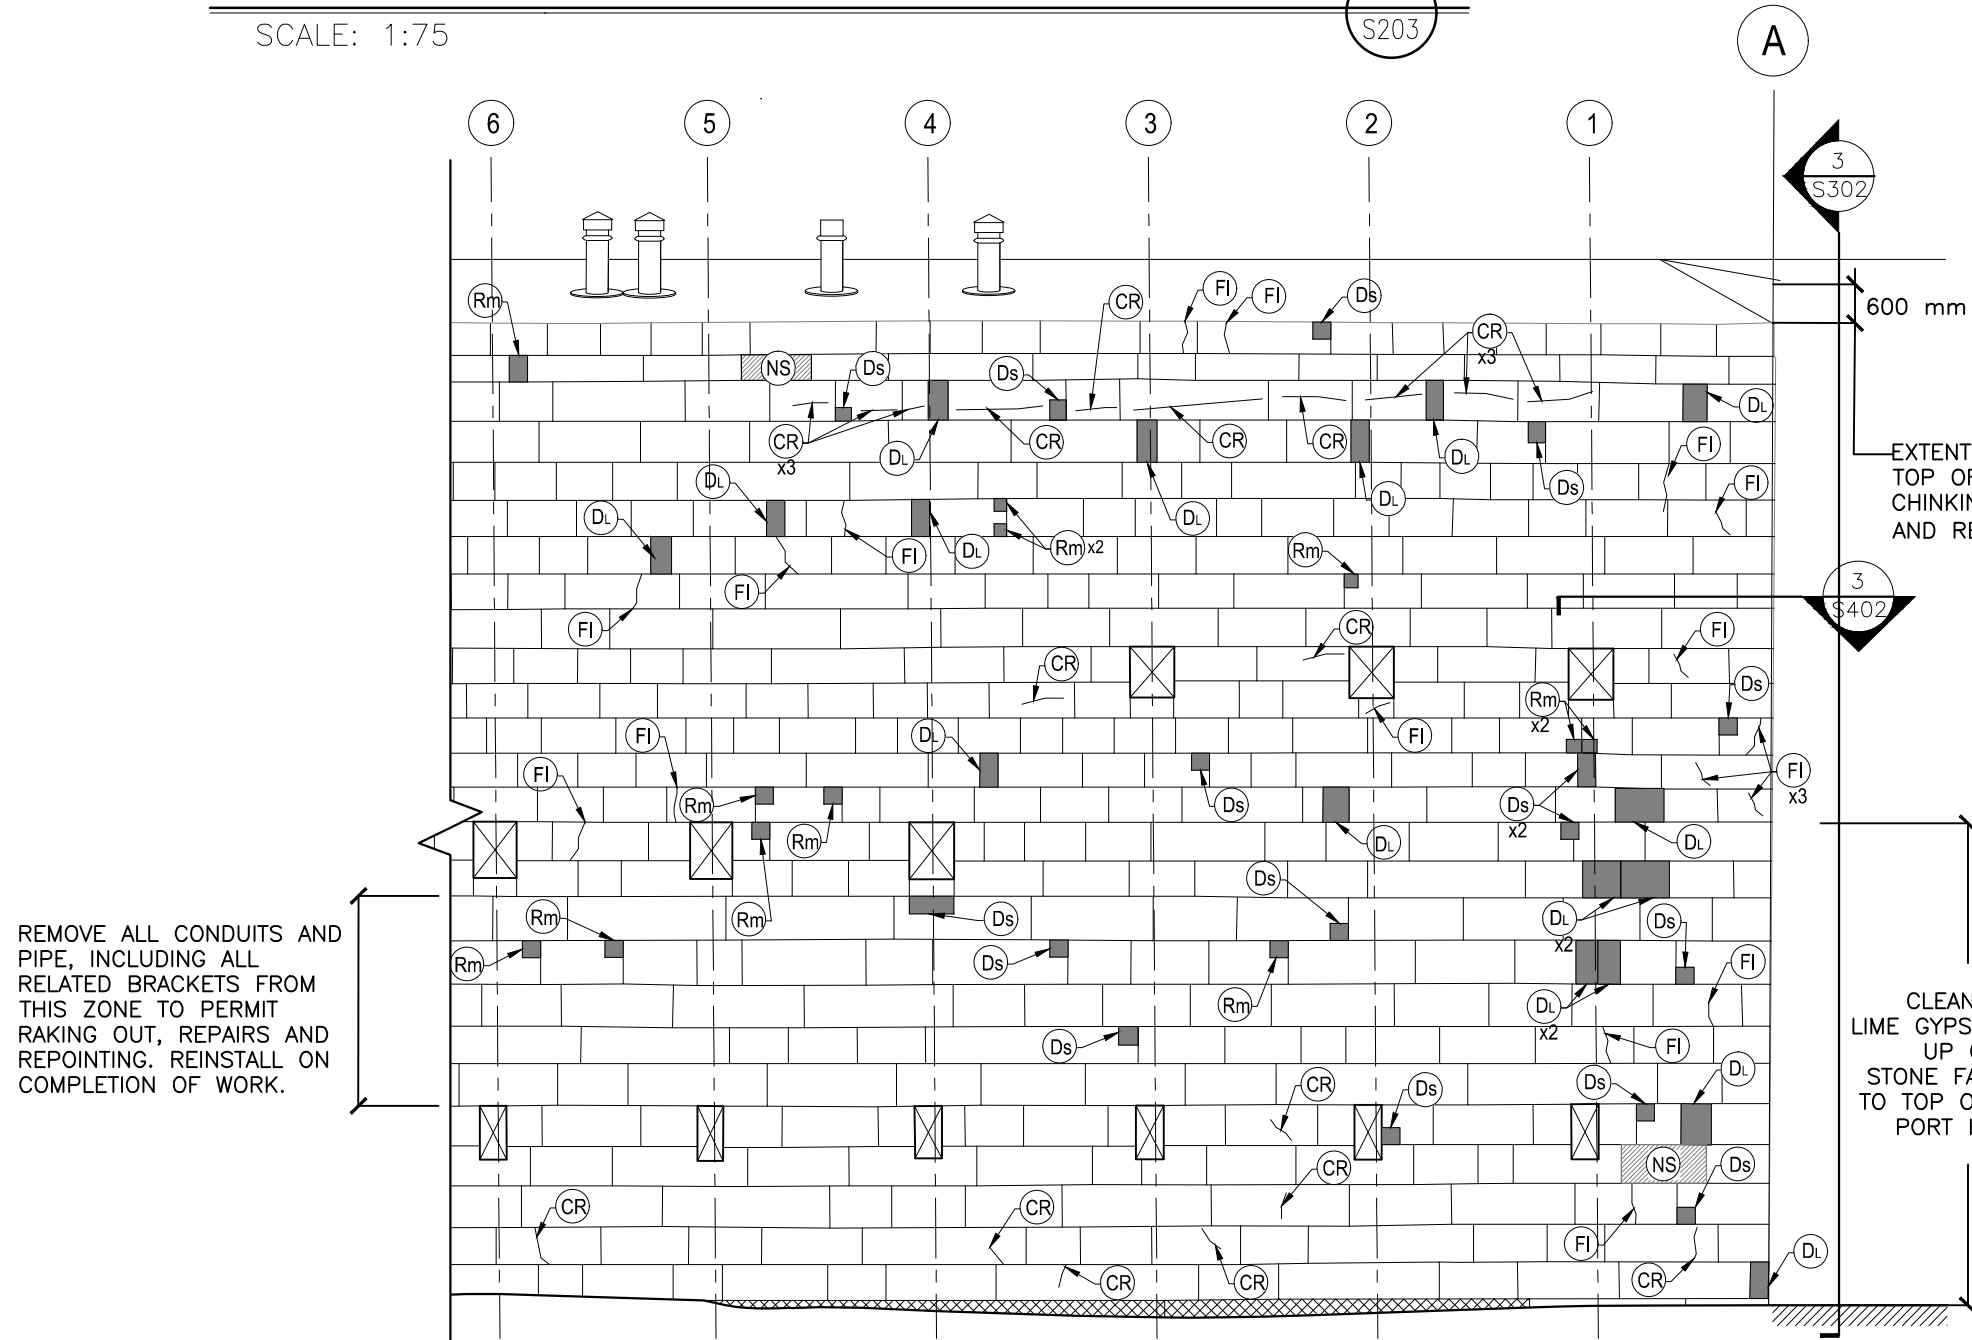 S203
SCALE: 1:75
A
6 5 4 3 2 1
3
S302
Rm
FI
FI
Ds
CR
600 mm
CR
x3
NS
Ds
Ds
DL
CR
x3
DL
CR
CR
CR
DL
FI
EXTENT
TOP OF
CHINKIN
AND RE
DL
Ds
FI
DL
DL
DL
FI
DL
Rm x2
Rm
FI
FI
3
S402
CR
FI
CR
Ds
Rm
x2
FI
DL
FI
FI
FI
x3
Rm
Rm
Ds
DL
Ds
x2
DL
Ds
Rm
Rm
Ds
DL
x2
Ds
REMOVE ALL CONDUITS AND
PIPE, INCLUDING ALL
RELATED BRACKETS FROM
THIS ZONE TO PERMIT
RAKING OUT, REPAIRS AND
REPOINTING. REINSTALL ON
COMPLETION OF WORK.
Rm
Ds
Rm
FI
DL
x2
CLEAN
LIME GYPS
UP
STONE FA
TO TOP O
PORT
Ds
FI
DL
CR
Ds
Ds
NS
Ds
CR
CR
CR
FI
DL
CR
CR
CR